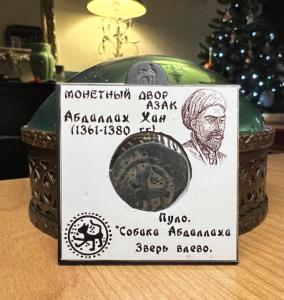 МОНЕТНЫЙ ДВОР
АЗАК
Абдаллах Хан
(1361-1380 гг)
Пуло.
"Собака Абдаллаха
Зверь влево.